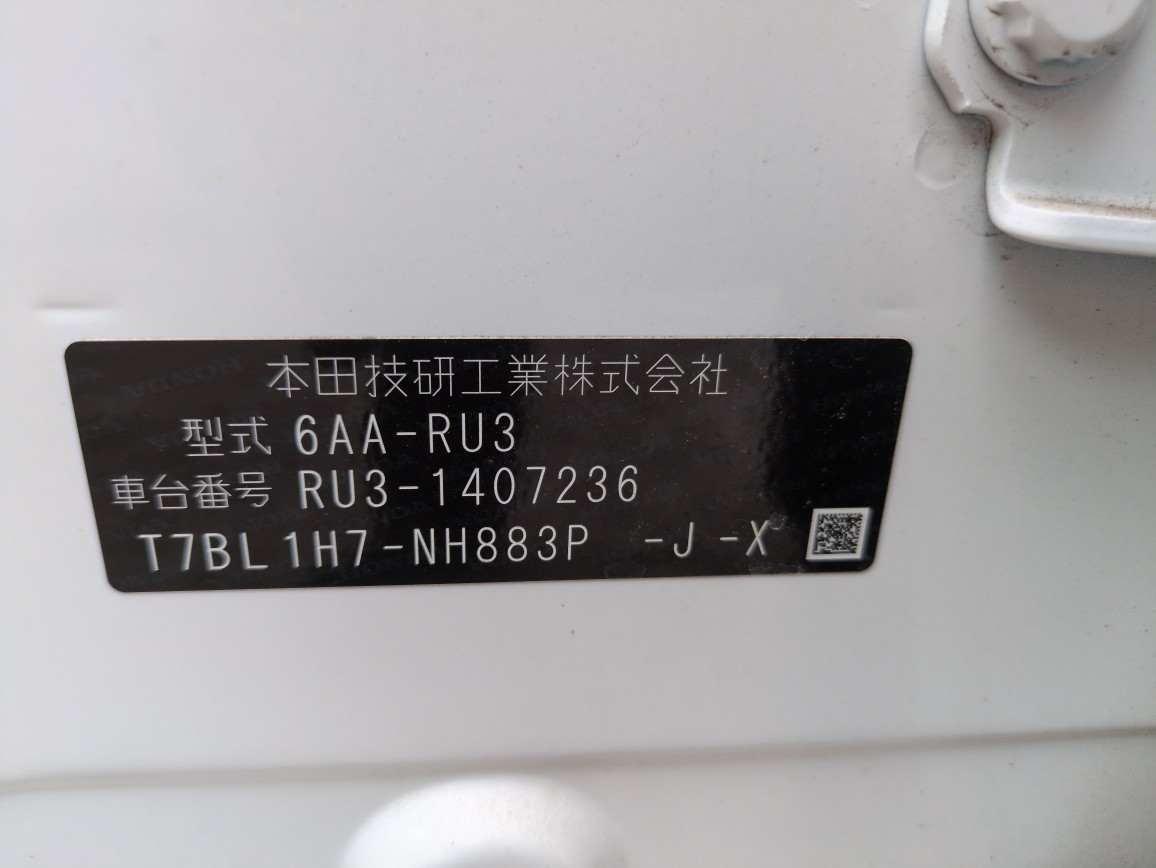 本田技研工業株式会社
型式 6AA-RU3
車台番号 RU3-1407236
T7BL1H7-NH883P -J-X